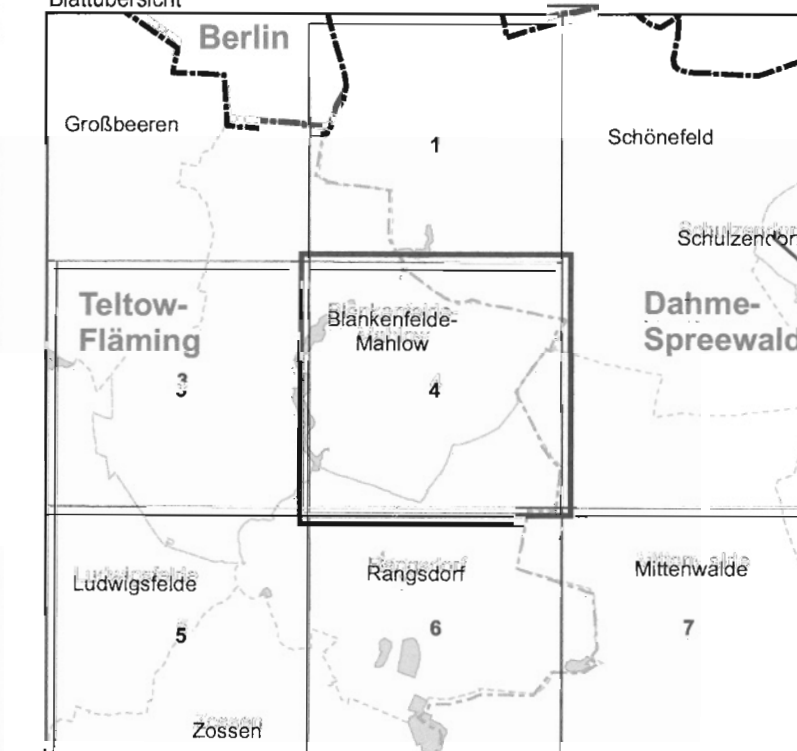 Blattübersicht
Berlin
Großbeeren
1
Schönefeld
Schulzendorf
Teltow-
Fläming
Blankenfelde-
Mahlow
Dahme-
Spreewald
3
4
Ludwigsfelde
Rangsdorf
Mittenwalde
5
6
7
Zossen